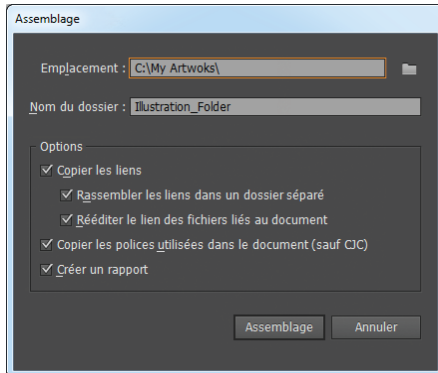 Assemblage
Emplacement : C:\My Artwoks\
Nom du dossier : Illustration_Folder
Options
Copier les liens
Rassembler les liens dans un dossier séparé
Rééditer le lien des fichiers liés au document
Copier les polices utilisées dans le document (sauf CJC)
Créer un rapport
Assemblage Annuler